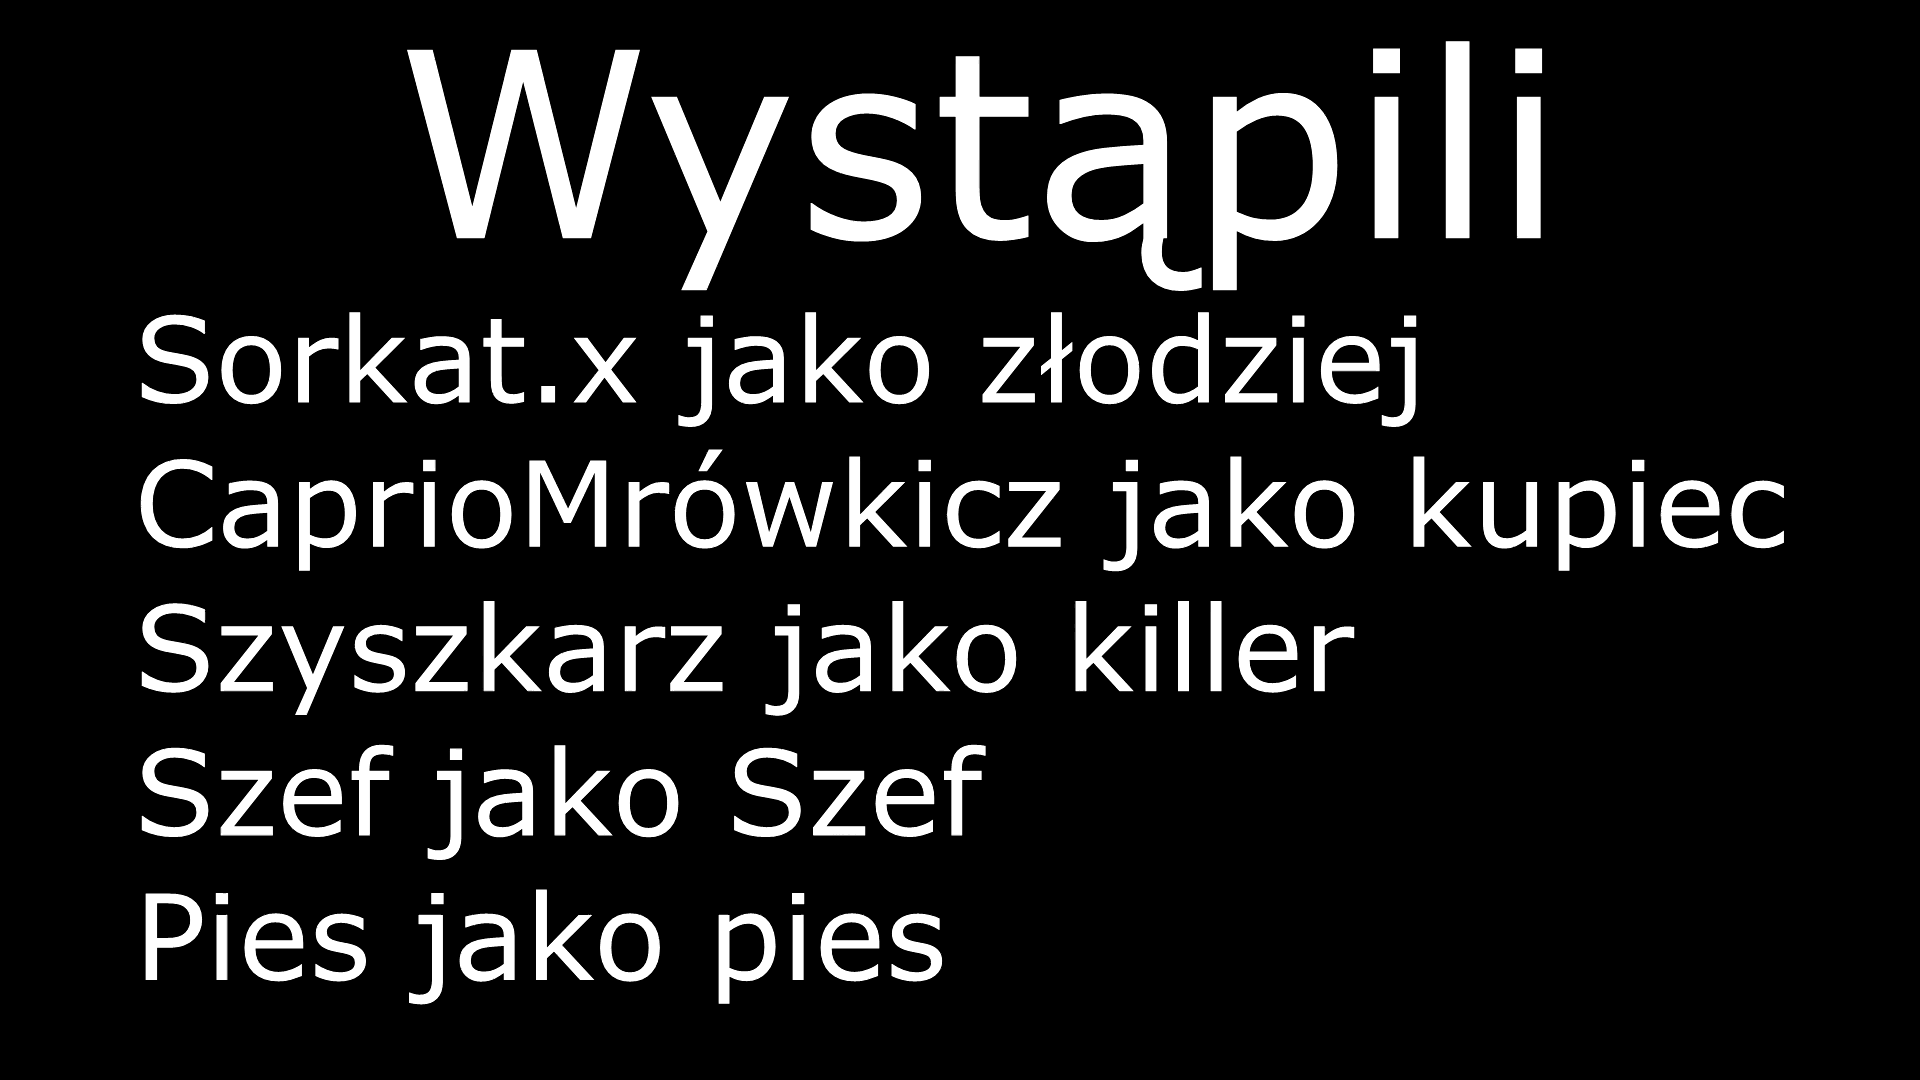 Wystąpili
Sorkat.x jako złodziej
CaprioMrówkicz jako kupiec
Szyszkarz jako killer
Szef jako Szef
Pies jako pies